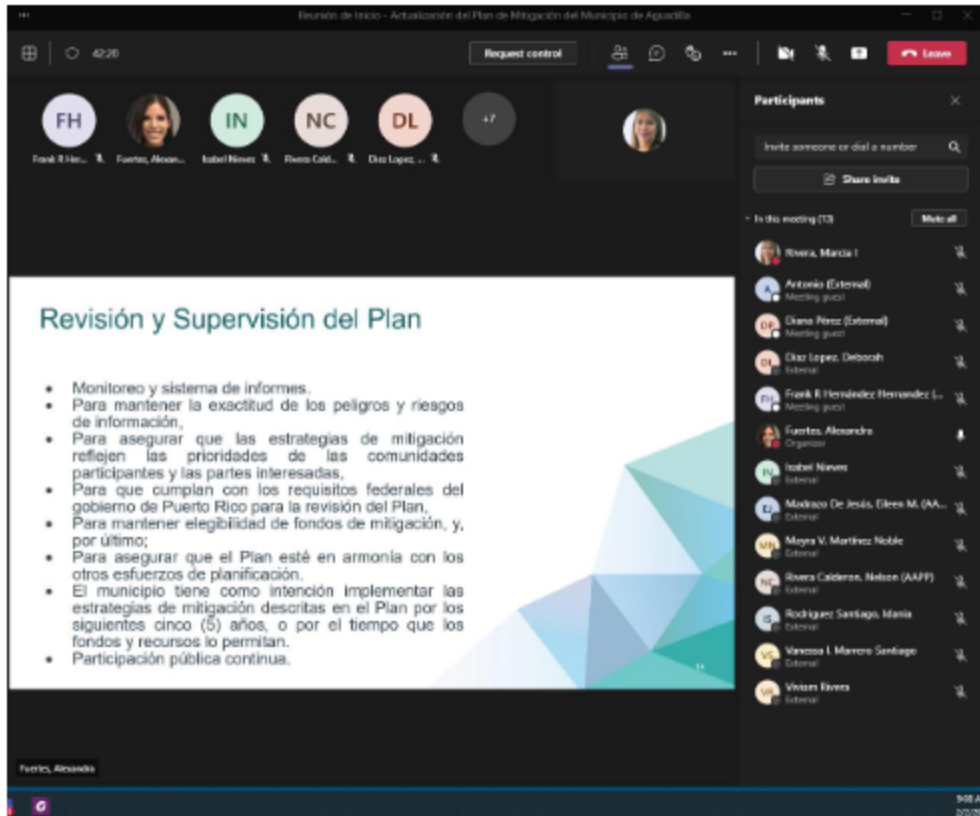 Reunión de Inicio - Actualización del Plan de Mitigación del Municipio de Aguadilla
42:20
Request control
Leave
FH
IN
NC
DL
+7
Frank R Her...
Fuertes, Alexan...
Isabel Nieves
Rivera Cald...
Diaz Lopez, ...
Participants
Invite someone or dial a number
Share invite
In this meeting (13)
Mute all
Rivera, Marcia I
Antonio (External)
Meeting guest
Diana Pérez (External)
Meeting guest
Diaz Lopez, Deborah
External
Frank R Hernández Hernandez (...
Meeting guest
Fuertes, Alexandra
Organizer
Isabel Nieves
External
Madrazo De Jesús, Eileen M. (AA...
External
Mayra V. Martínez Noble
External
Rivera Calderon, Nelson (AAPP)
External
Rodriguez Santiago, Idania
External
Vanessa I. Marrero Santiago
External
Viviam Rivera
External
Revisión y Supervisión del Plan
• Monitoreo y sistema de informes.
• Para mantener la exactitud de los peligros y riesgos
de información,
• Para asegurar que las estrategias de mitigación
reflejen las prioridades de las comunidades
participantes y las partes interesadas,
• Para que cumplan con los requisitos federales del
gobierno de Puerto Rico para la revisión del Plan,
• Para mantener elegibilidad de fondos de mitigación, y,
por último;
• Para asegurar que el Plan esté en armonía con los
otros esfuerzos de planificación.
• El municipio tiene como intención implementar las
estrategias de mitigación descritas en el Plan por los
siguientes cinco (5) años, o por el tiempo que los
fondos y recursos lo permitan.
• Participación pública continua.
Fuertes, Alexandra